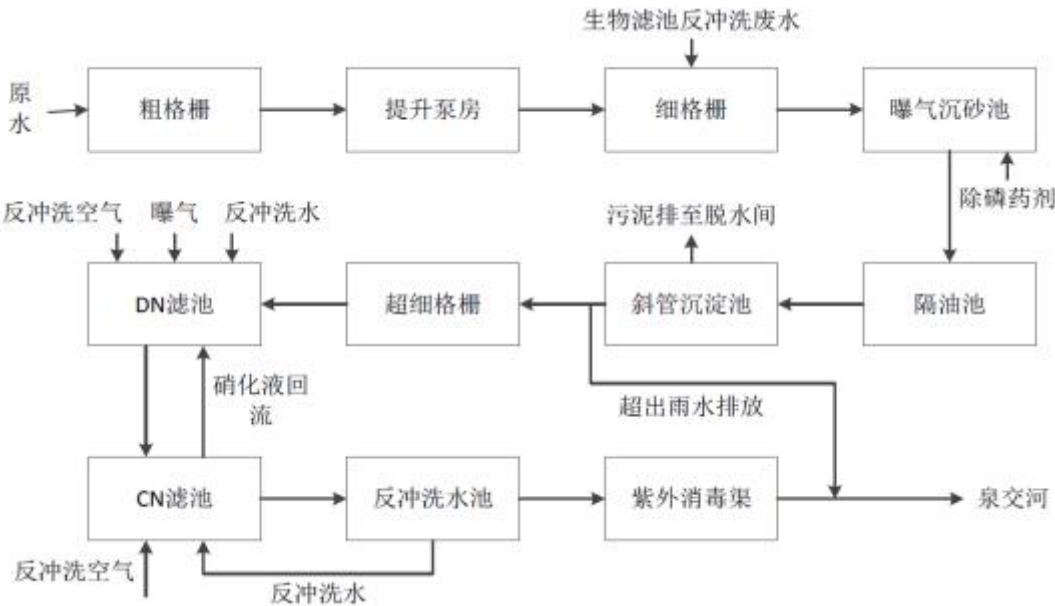 生物滤池反冲洗废水
原
水
粗格栅
提升泵房
细格栅
曝气沉砂池
除磷药剂
反冲洗空气
曝气
反冲洗水
污泥排至脱水间
DN滤池
超细格栅
斜管沉淀池
隔油池
硝化液回
流
超出雨水排放
CN滤池
反冲洗水池
紫外消毒渠
泉交河
反冲洗空气
反冲洗水